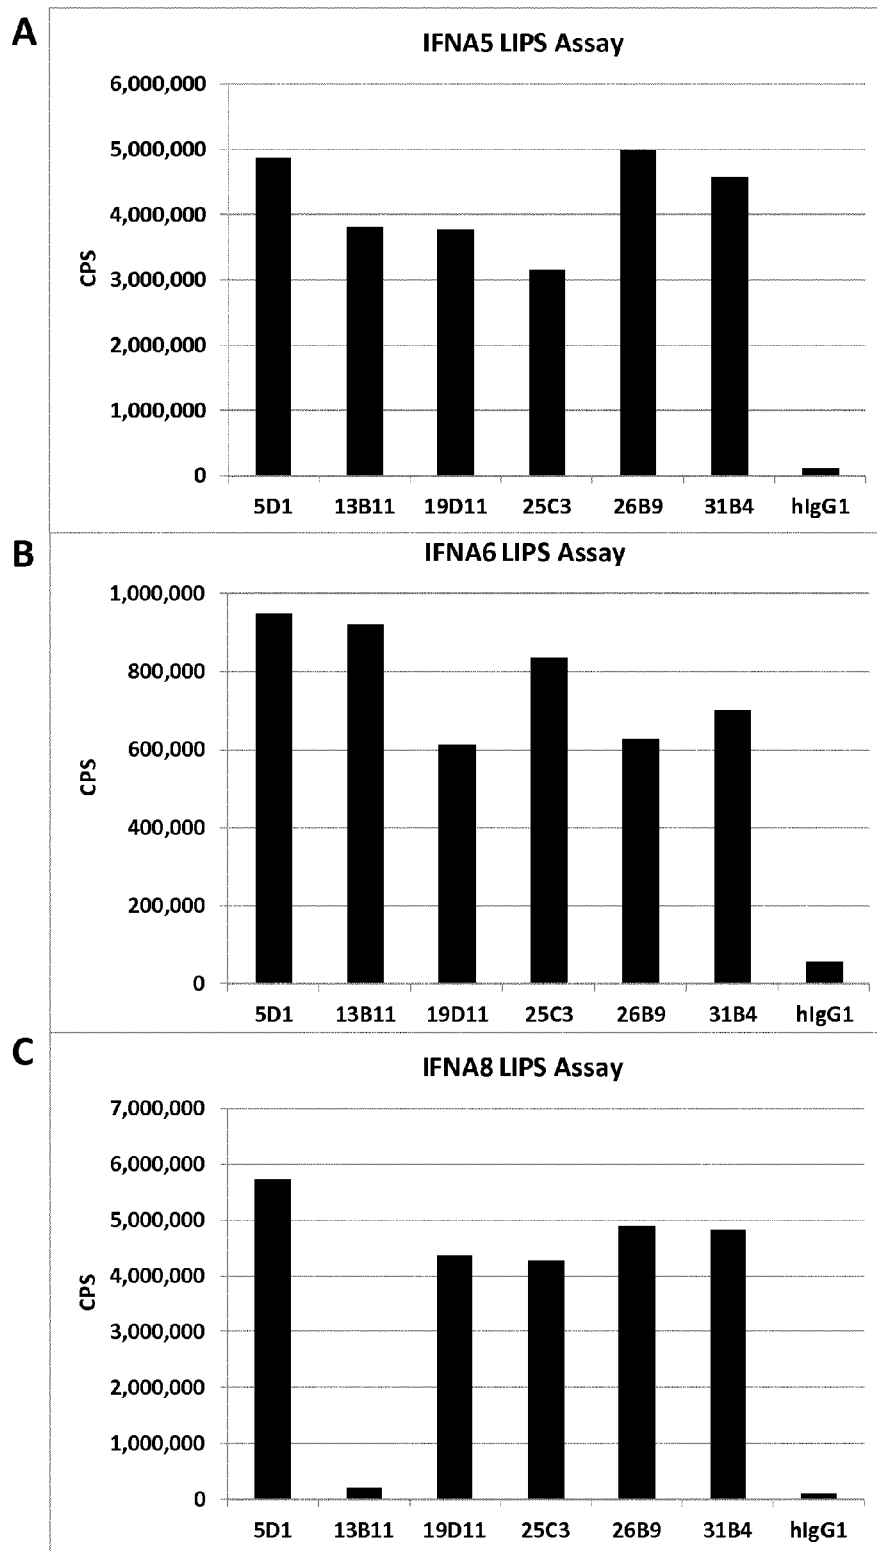 A
IFNA5 LIPS Assay
6,000,000
5,000,000
4,000,000
3,000,000
2,000,000
1,000,000
0
CPS
5D1 13B11 19D11 25C3 26B9 31B4 hIgG1
B
IFNA6 LIPS Assay
1,000,000
800,000
600,000
400,000
200,000
0
CPS
5D1 13B11 19D11 25C3 26B9 31B4 hIgG1
C
IFNA8 LIPS Assay
7,000,000
6,000,000
5,000,000
4,000,000
3,000,000
2,000,000
1,000,000
0
CPS
5D1 13B11 19D11 25C3 26B9 31B4 hIgG1